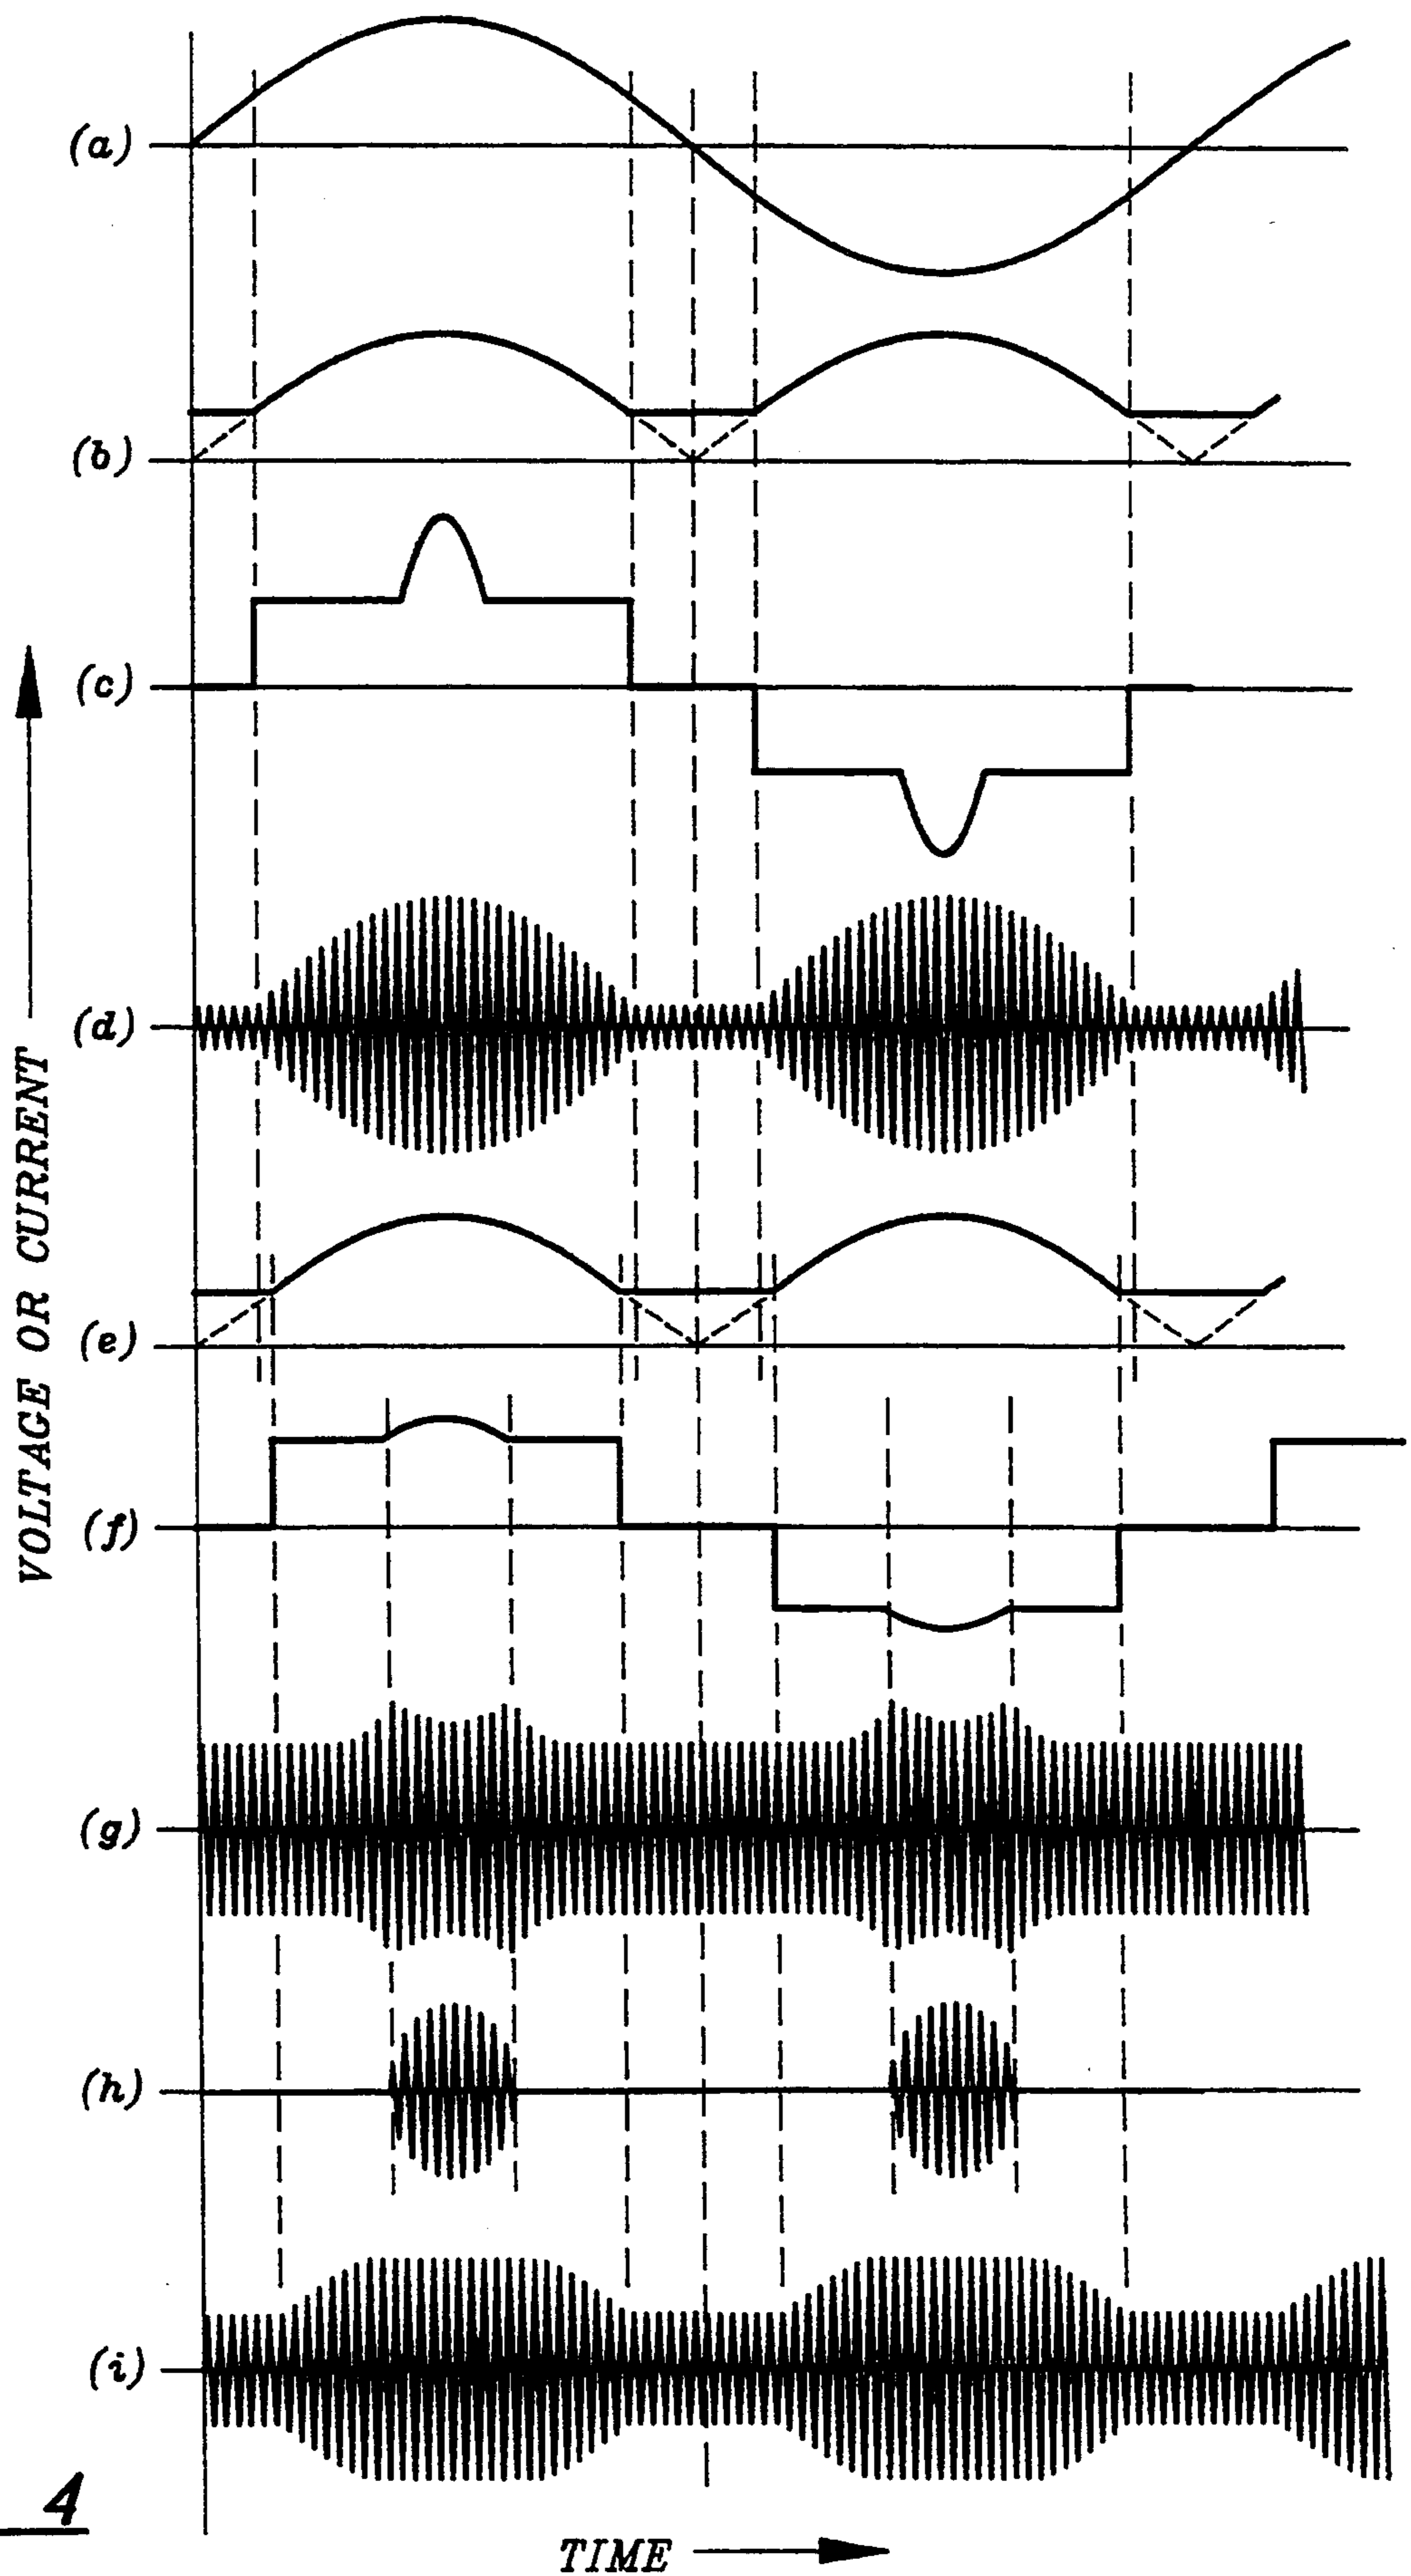 (a)
(b)
(c)
(d)
(e)
(f)
(g)
(h)
(i)
VOLTAGE OR CURRENT
4
TIME